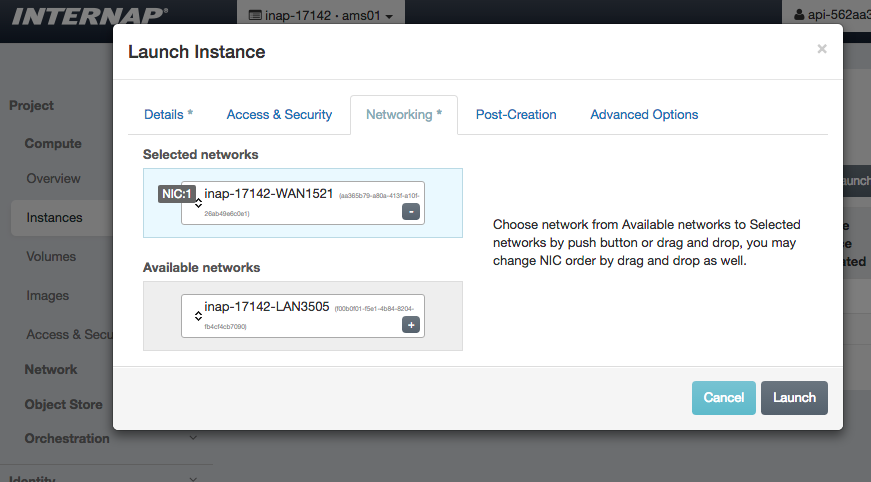 INTERNAP®
inap-17142 · ams01
api-562aa3
Launch Instance
×
Project
Compute
Overview
Instances
Volumes
Images
Access & Secu
Network
Object Store
Orchestration
Identity
Details *
Access & Security
Networking *
Post-Creation
Advanced Options
Selected networks
NIC:1
inap-17142-WAN1521 (aa365b79-a80a-413f-a101-
26ab49e6c0e1)
-
Choose network from Available networks to Selected
networks by push button or drag and drop, you may
change NIC order by drag and drop as well.
Available networks
inap-17142-LAN3505 (f00b0f01-f5e1-4b84-8204-
fb4cf4cb7090)
+
Cancel
Launch